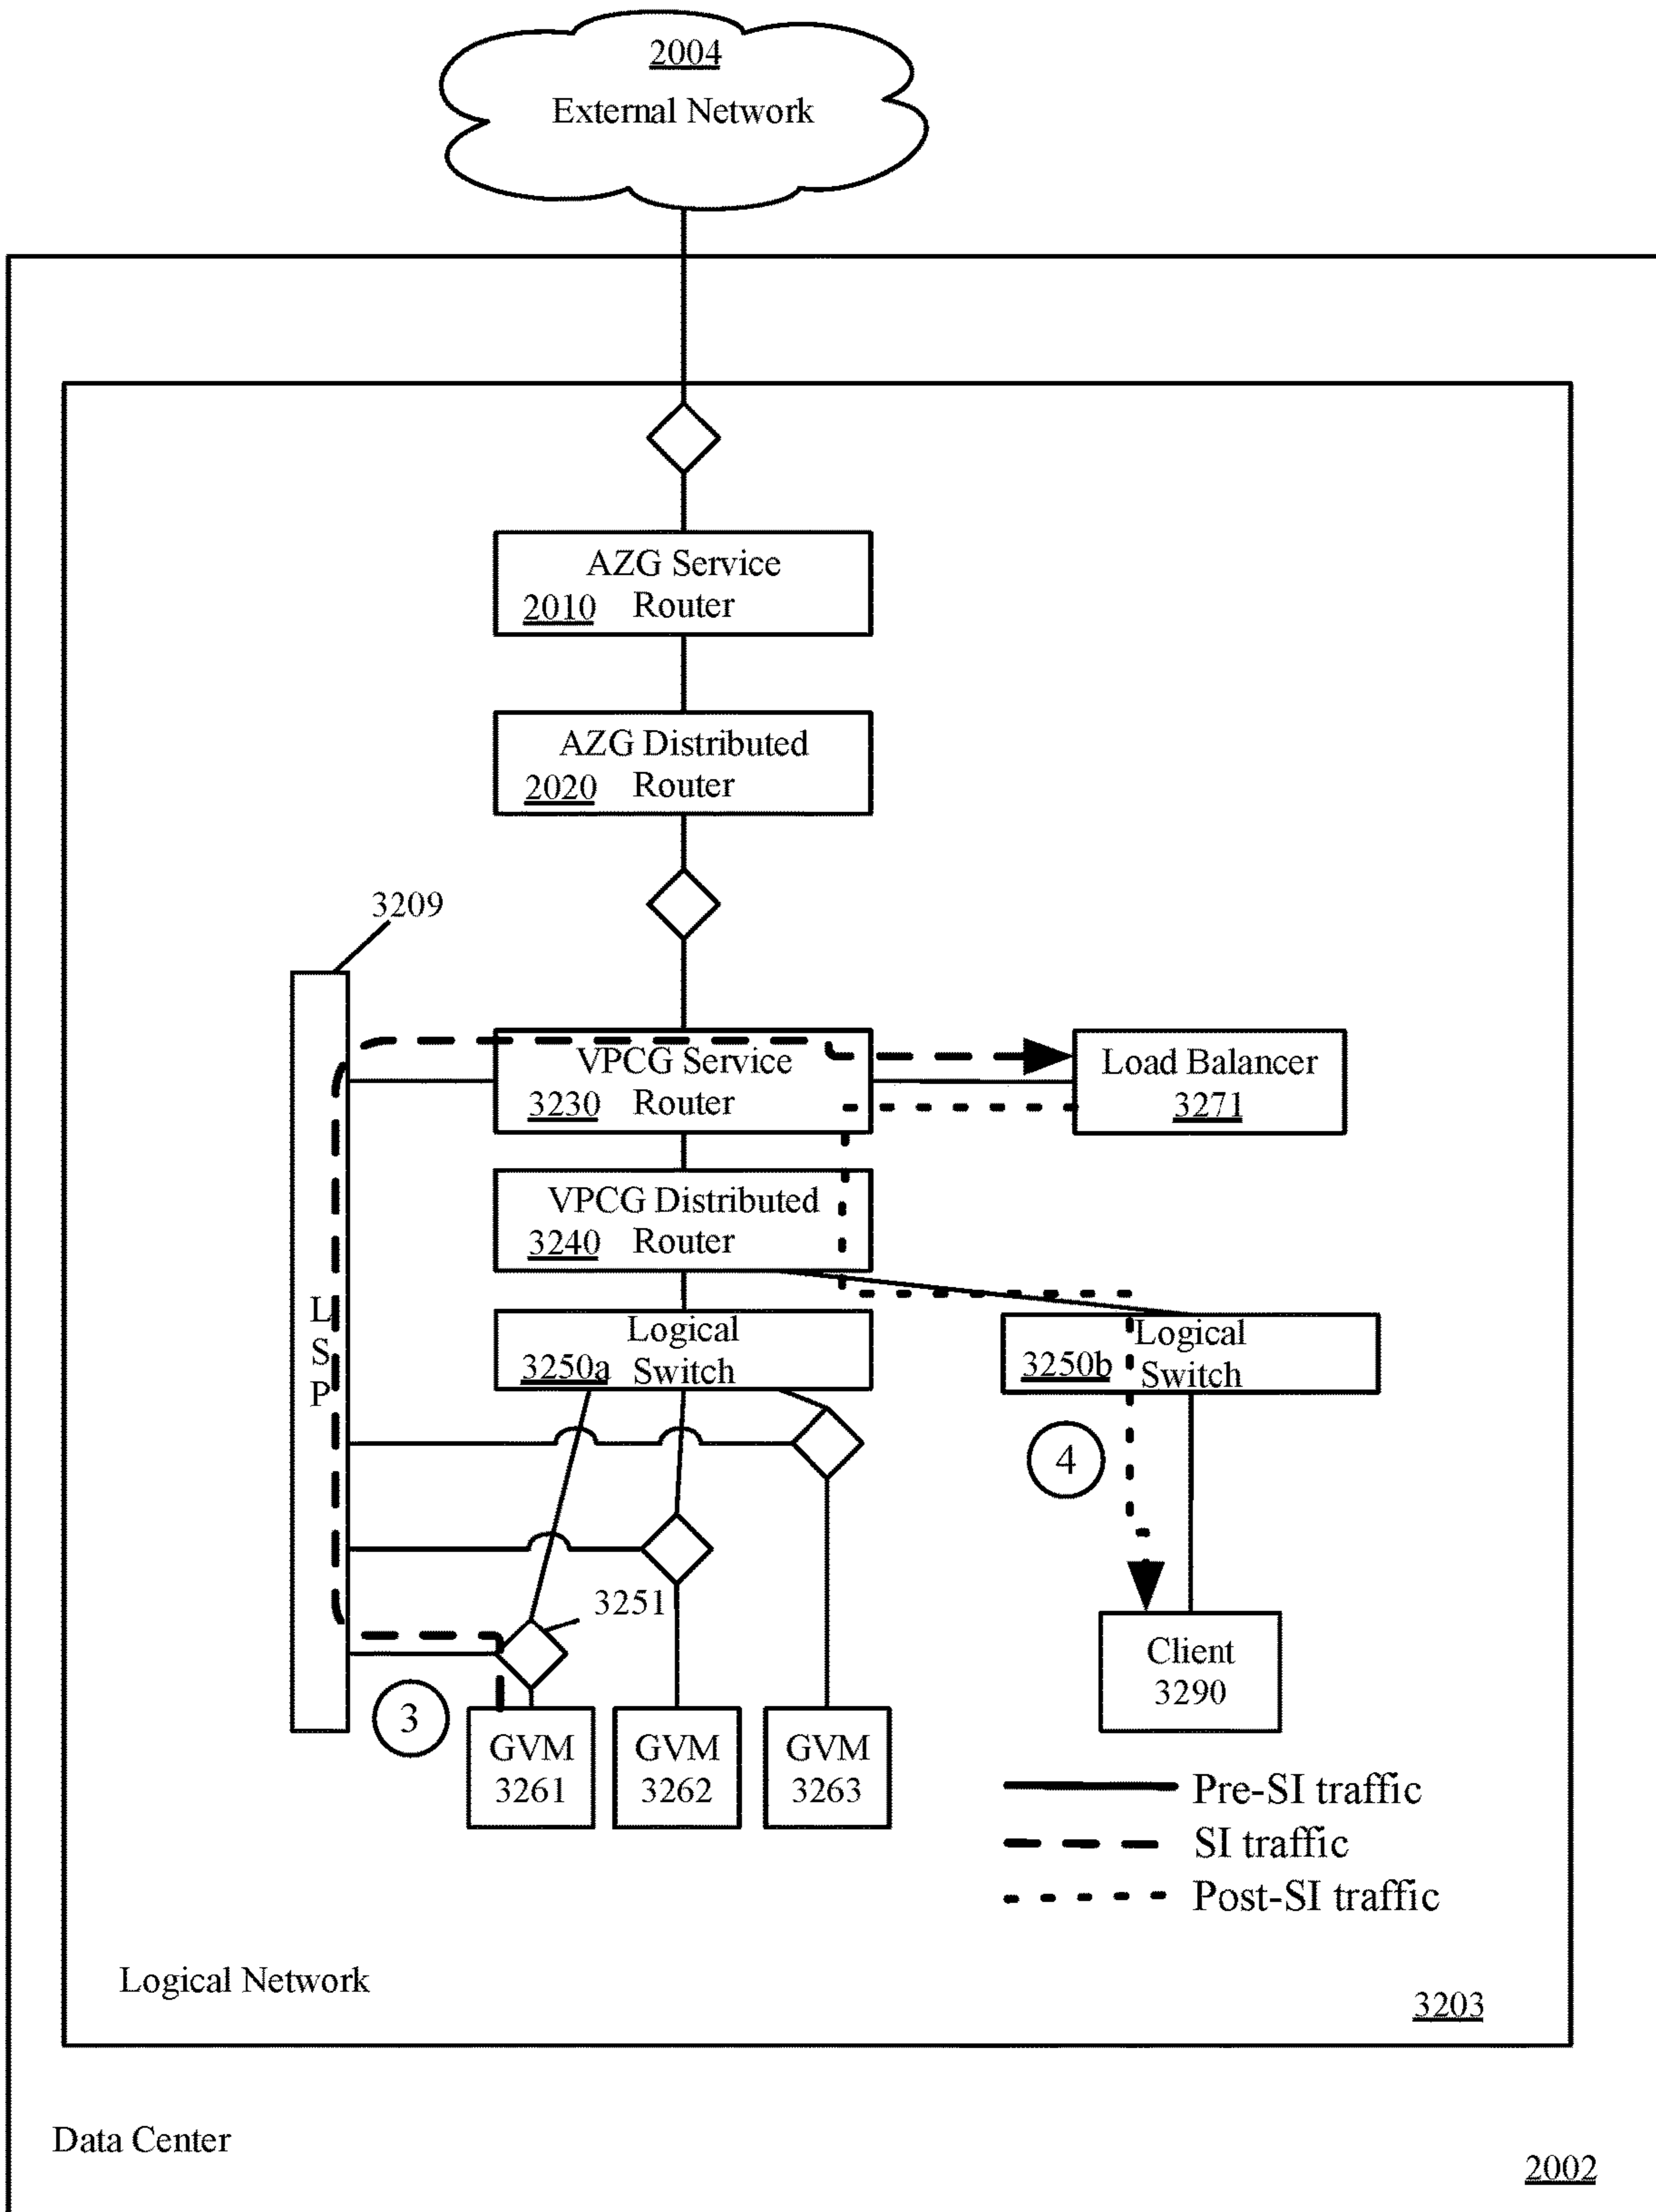 2004
External Network
AZG Service
2010 Router
AZG Distributed
2020 Router
3209
VPCG Service
3230 Router
Load Balancer
3271
VPCG Distributed
3240 Router
L
S
P
Logical
3250a Switch
Logical
3250b Switch
4
3251
3
GVM
3261
GVM
3262
GVM
3263
Client
3290
Pre-SI traffic
SI traffic
Post-SI traffic
Logical Network
3203
Data Center
2002